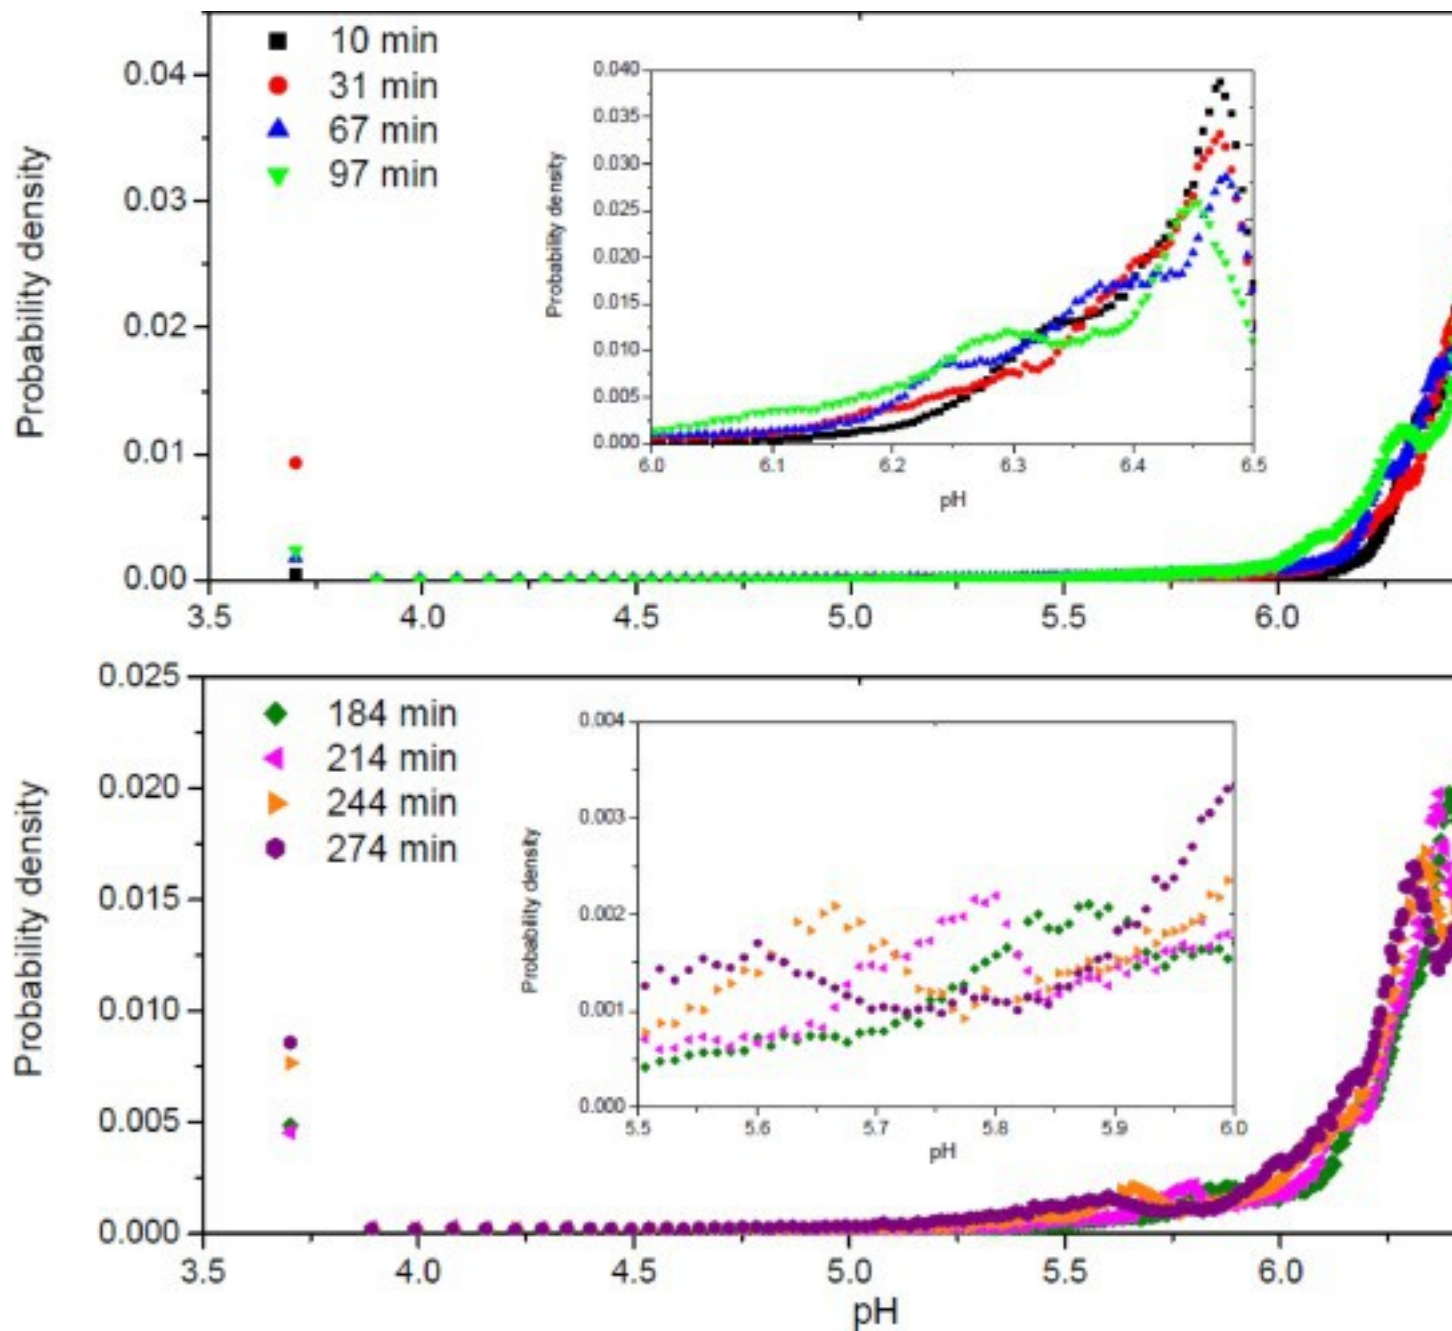 10 min
31 min
67 min
97 min
0.04
0.03
0.02
0.01
0.00
Probability density
3.5 4.0 4.5 5.0 5.5 6.0
0.040
0.035
0.030
0.025
0.020
0.015
0.010
0.005
0.000
Probability density
6.0 6.1 6.2 6.3 6.4 6.5
pH
184 min
214 min
244 min
274 min
0.025
0.020
0.015
0.010
0.005
0.000
Probability density
3.5 4.0 4.5 5.0 5.5 6.0
pH
0.004
0.003
0.002
0.001
0.000
Probability density
5.5 5.6 5.7 5.8 5.9 6.0
pH